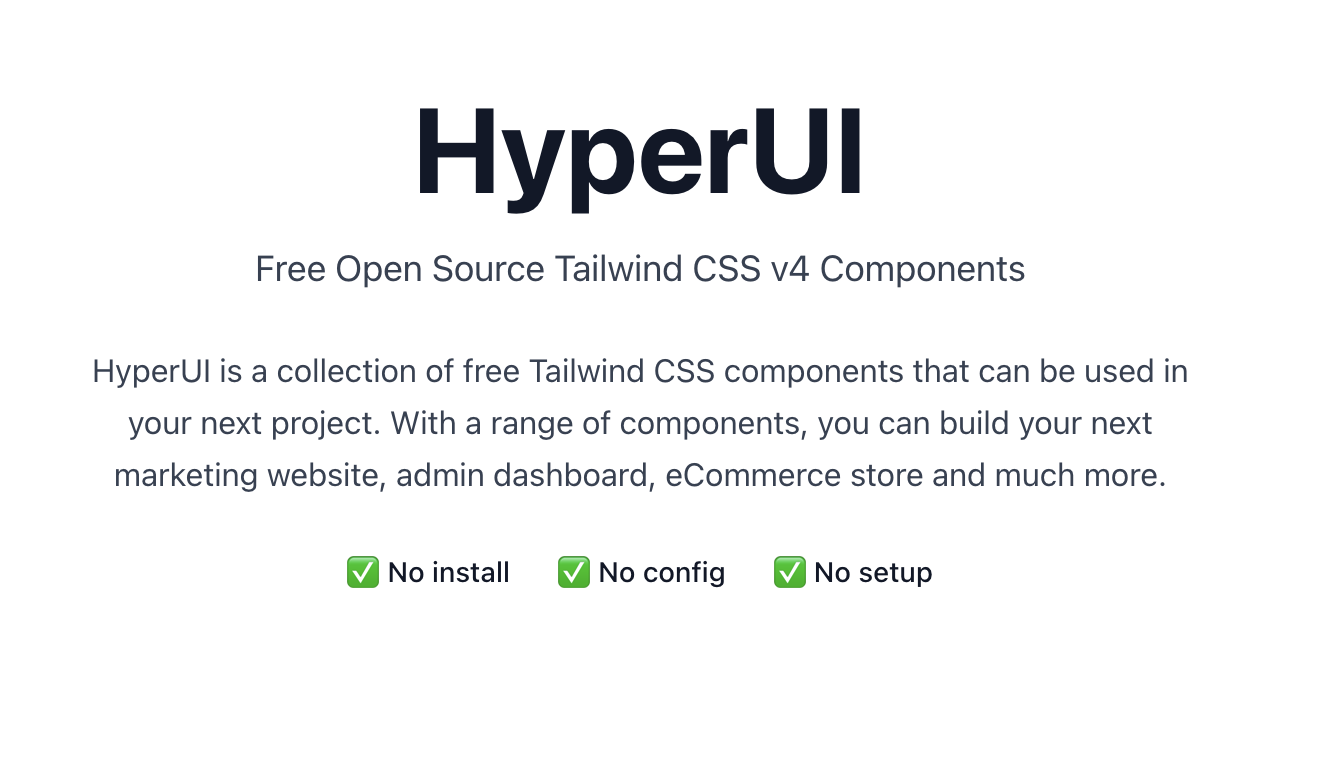 HyperUI
Free Open Source Tailwind CSS v4 Components
HyperUI is a collection of free Tailwind CSS components that can be used in
your next project. With a range of components, you can build your next
marketing website, admin dashboard, eCommerce store and much more.
✅ No install ✅ No config ✅ No setup